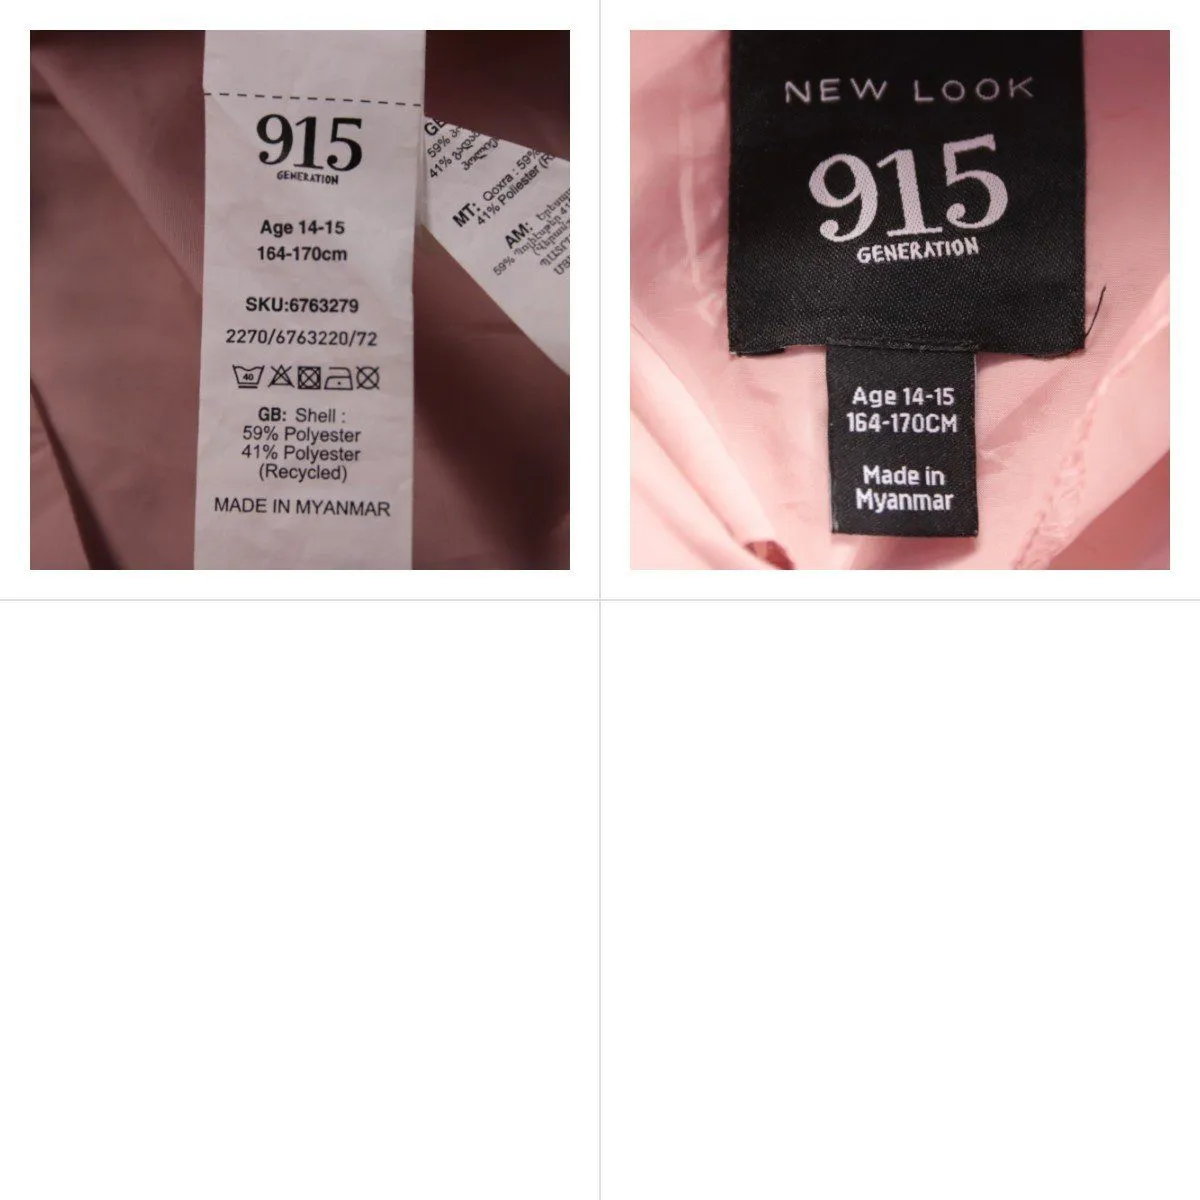 915
GENERATION
Age 14-15
164-170cm
SKU:6763279
2270/6763220/72
40
GB: Shell :
59% Polyester
41% Polyester
(Recycled)
MADE IN MYANMAR
59%
41%
MT: Qoxra : 59%
41% Poliester
AM:
59%
NEW LOOK
915
GENERATION
Age 14-15
164-170CM
Made in
Myanmar